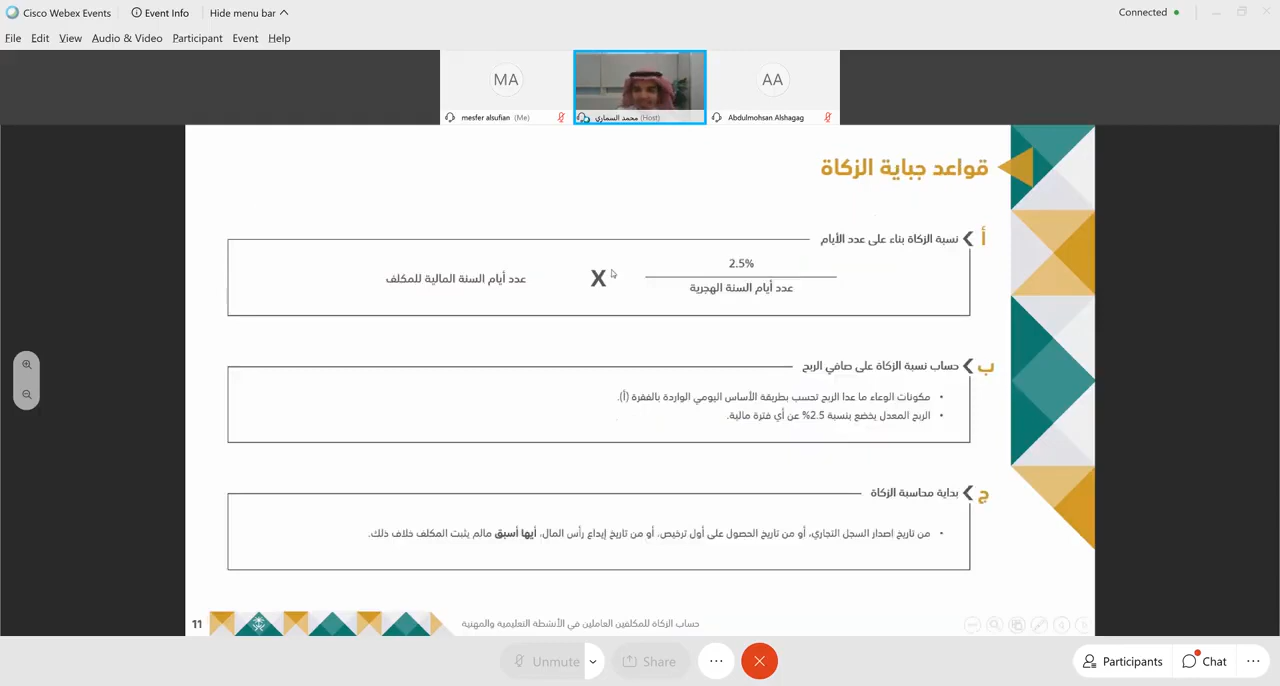 Cisco Webex Events
Event Info
Hide menu bar
Connected
File Edit View Audio & Video Participant Event Help
MA
AA
mesfer alsufian (Me)
محمد السماري (Host)
Abdulmohsan Alshagag
قواعد جباية الزكاة
أ
نسبة الزكاة بناء على عدد الأيام
2.5%
عدد أيام السنة الهجرية
X
عدد أيام السنة المالية للمكلف
ب
حساب نسبة الزكاة على صافي الربح
• مكونات الوعاء ما عدا الربح تحسب بطريقة الأساس اليومي الواردة بالفقرة (أ).
• الربح المعدل يخضع بنسبة 2.5% عن أي فترة مالية.
ج
بداية محاسبة الزكاة
• من تاريخ إصدار السجل التجاري، أو من تاريخ الحصول على أول ترخيص، أو من تاريخ إيداع رأس المال، أيها أسبق مالم يثبت المكلف خلاف ذلك.
11
حساب الزكاة للمكلفين العاملين في الأنشطة التعليمية والمهنية
Unmute
Share
Participants
Chat